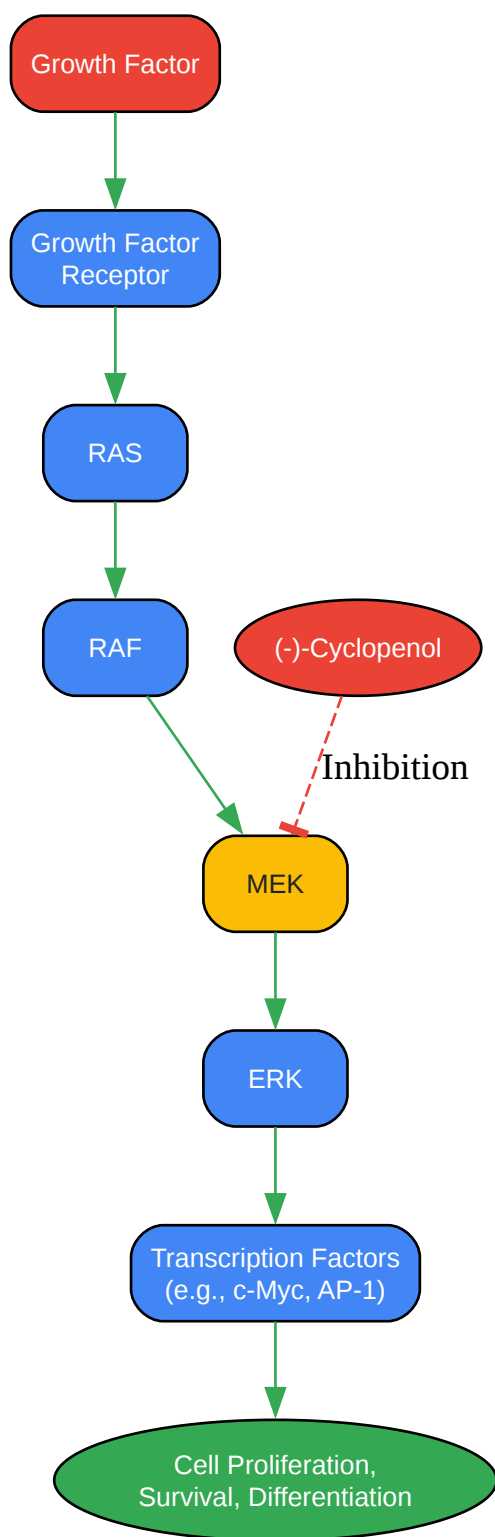 Growth Factor
Growth Factor
Receptor
RAS
RAF
(-)-Cyclopenol
Inhibition
MEK
ERK
Transcription Factors
(e.g., c-Myc, AP-1)
Cell Proliferation,
Survival, Differentiation